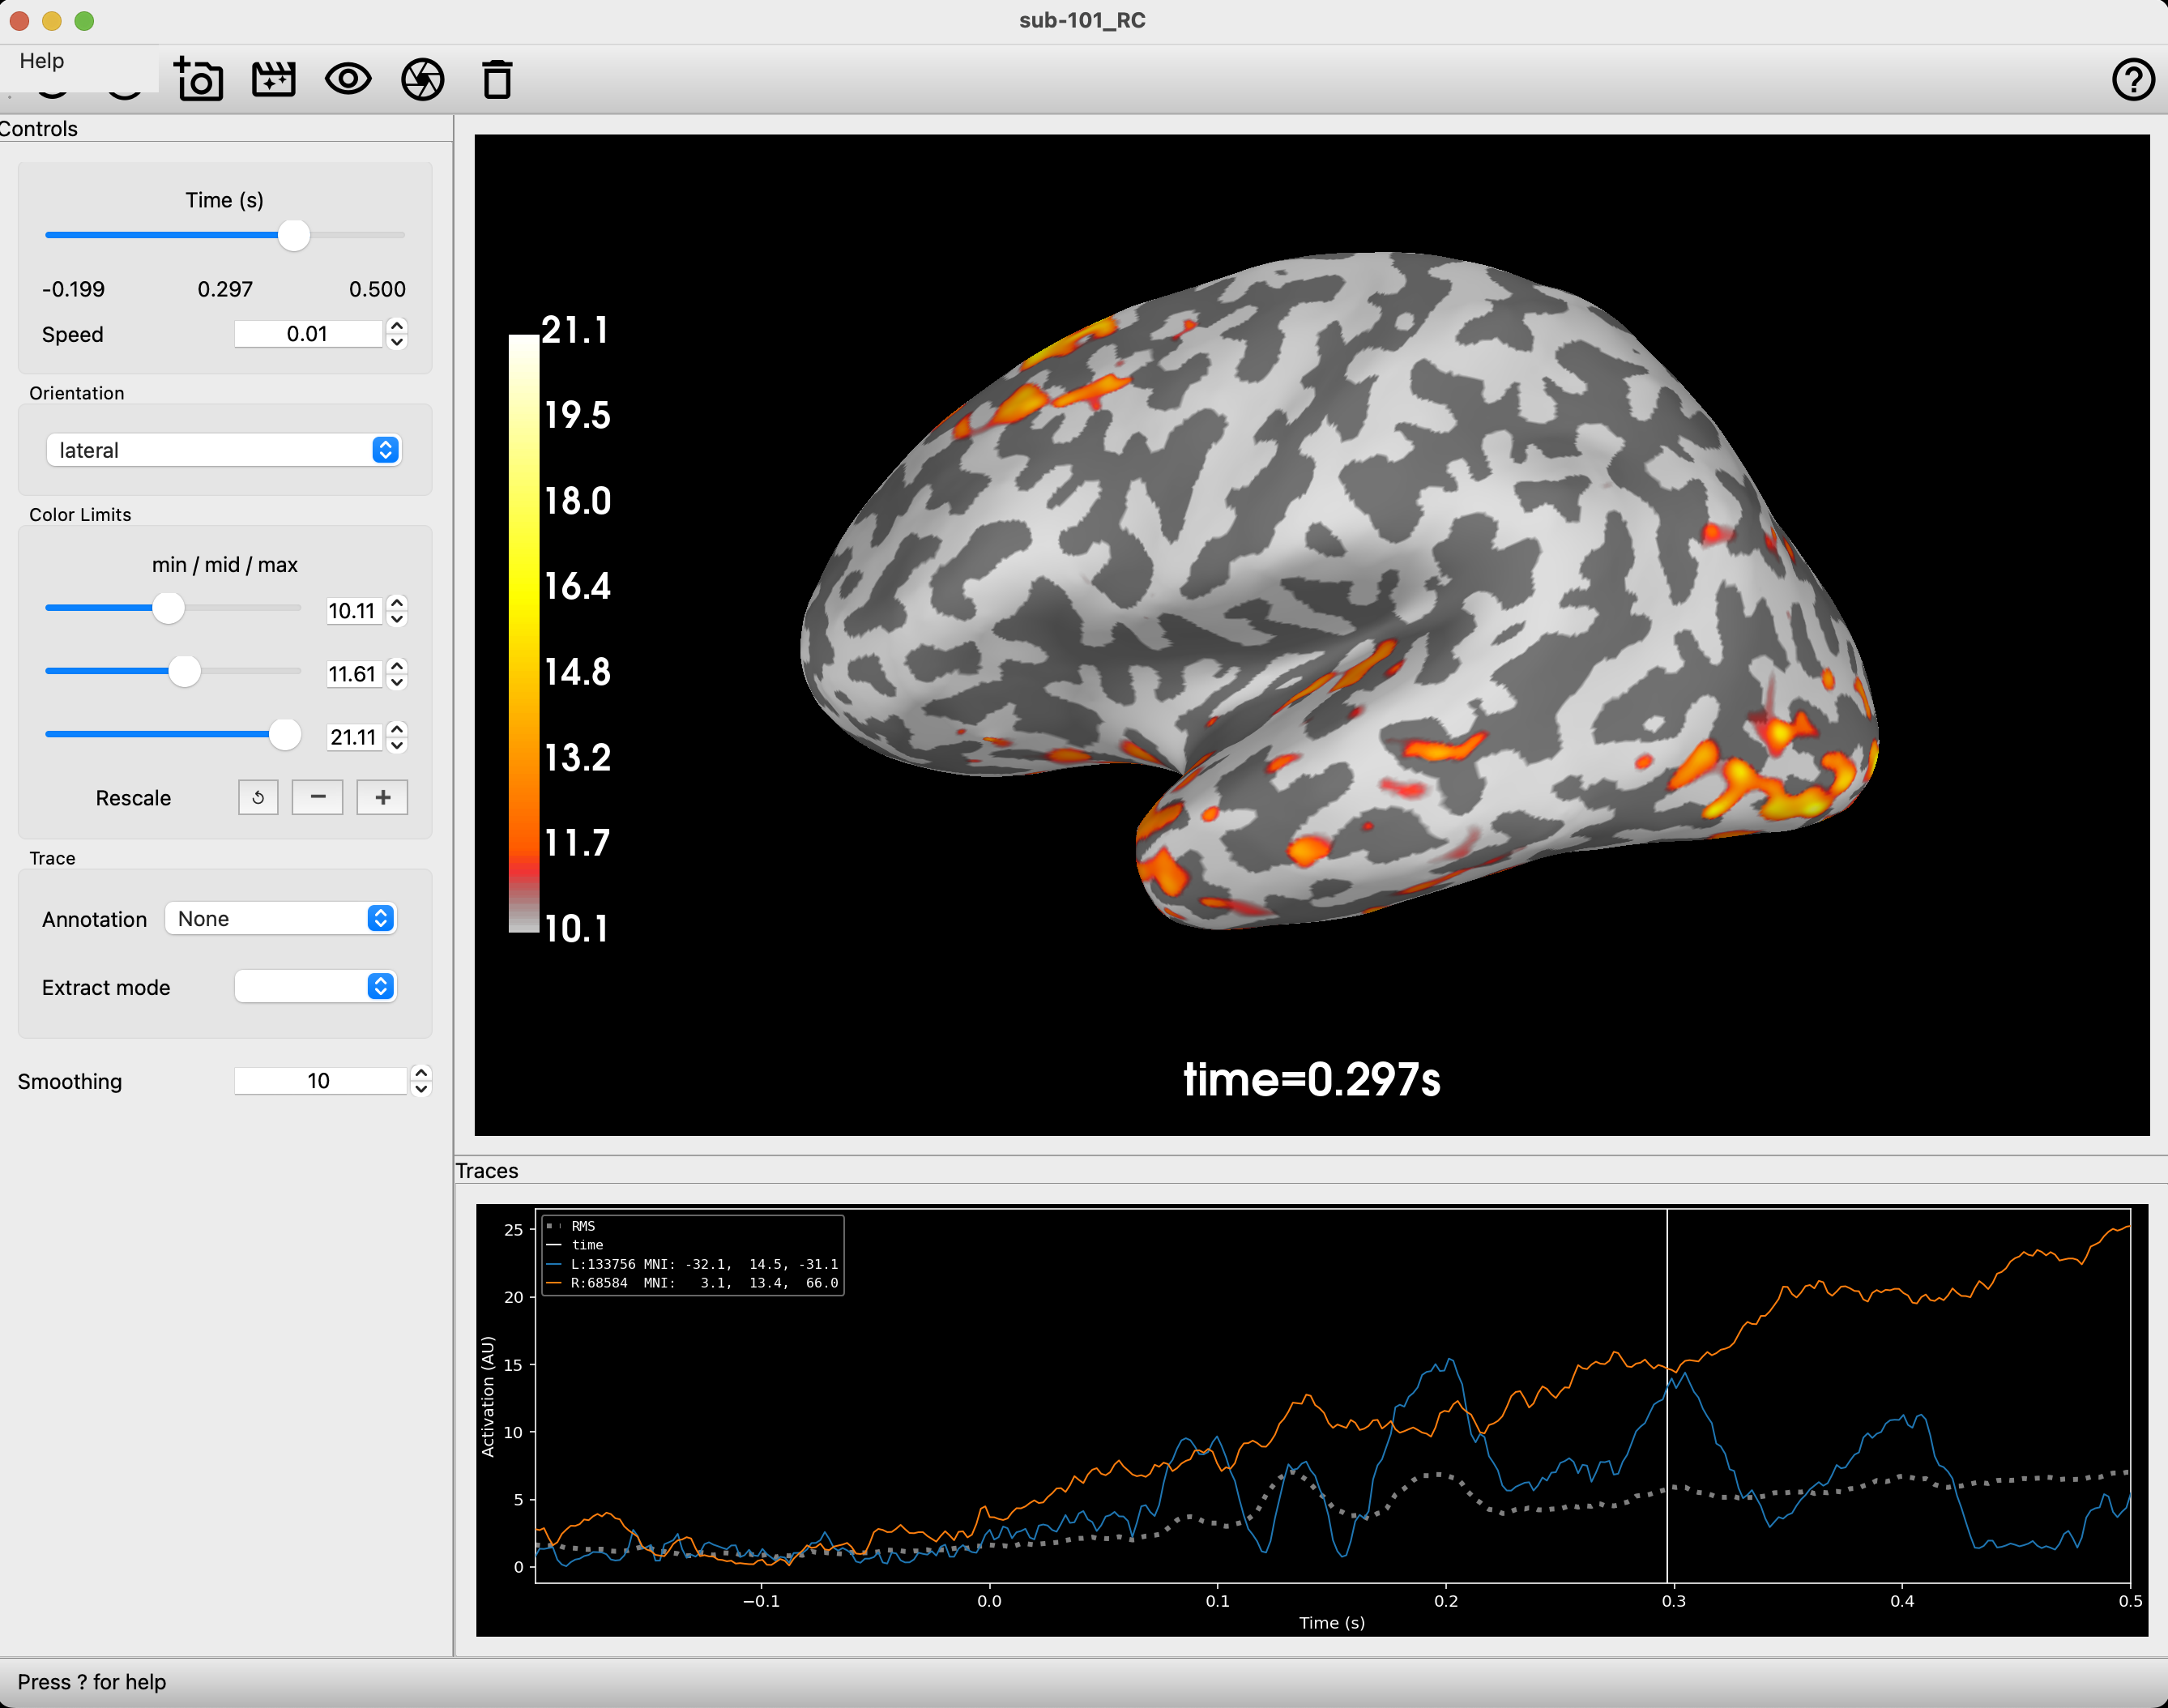 sub-101_RC
Help
Controls
Time (s)
-0.199 0.297 0.500
Speed 0.01
Orientation
lateral
Color Limits
min / mid / max
10.11
11.61
21.11
Rescale
Trace
Annotation None
Extract mode
Smoothing 10
21.1
19.5
18.0
16.4
14.8
13.2
11.7
10.1
time=0.297s
Traces
RMS
time
L:133756 MNI: -32.1, 14.5, -31.1
R:68584 MNI: 3.1, 13.4, 66.0
Activation (AU)
25
20
15
10
5
0
−0.1 0.0 0.1 0.2 0.3 0.4 0.5
Time (s)
Press ? for help